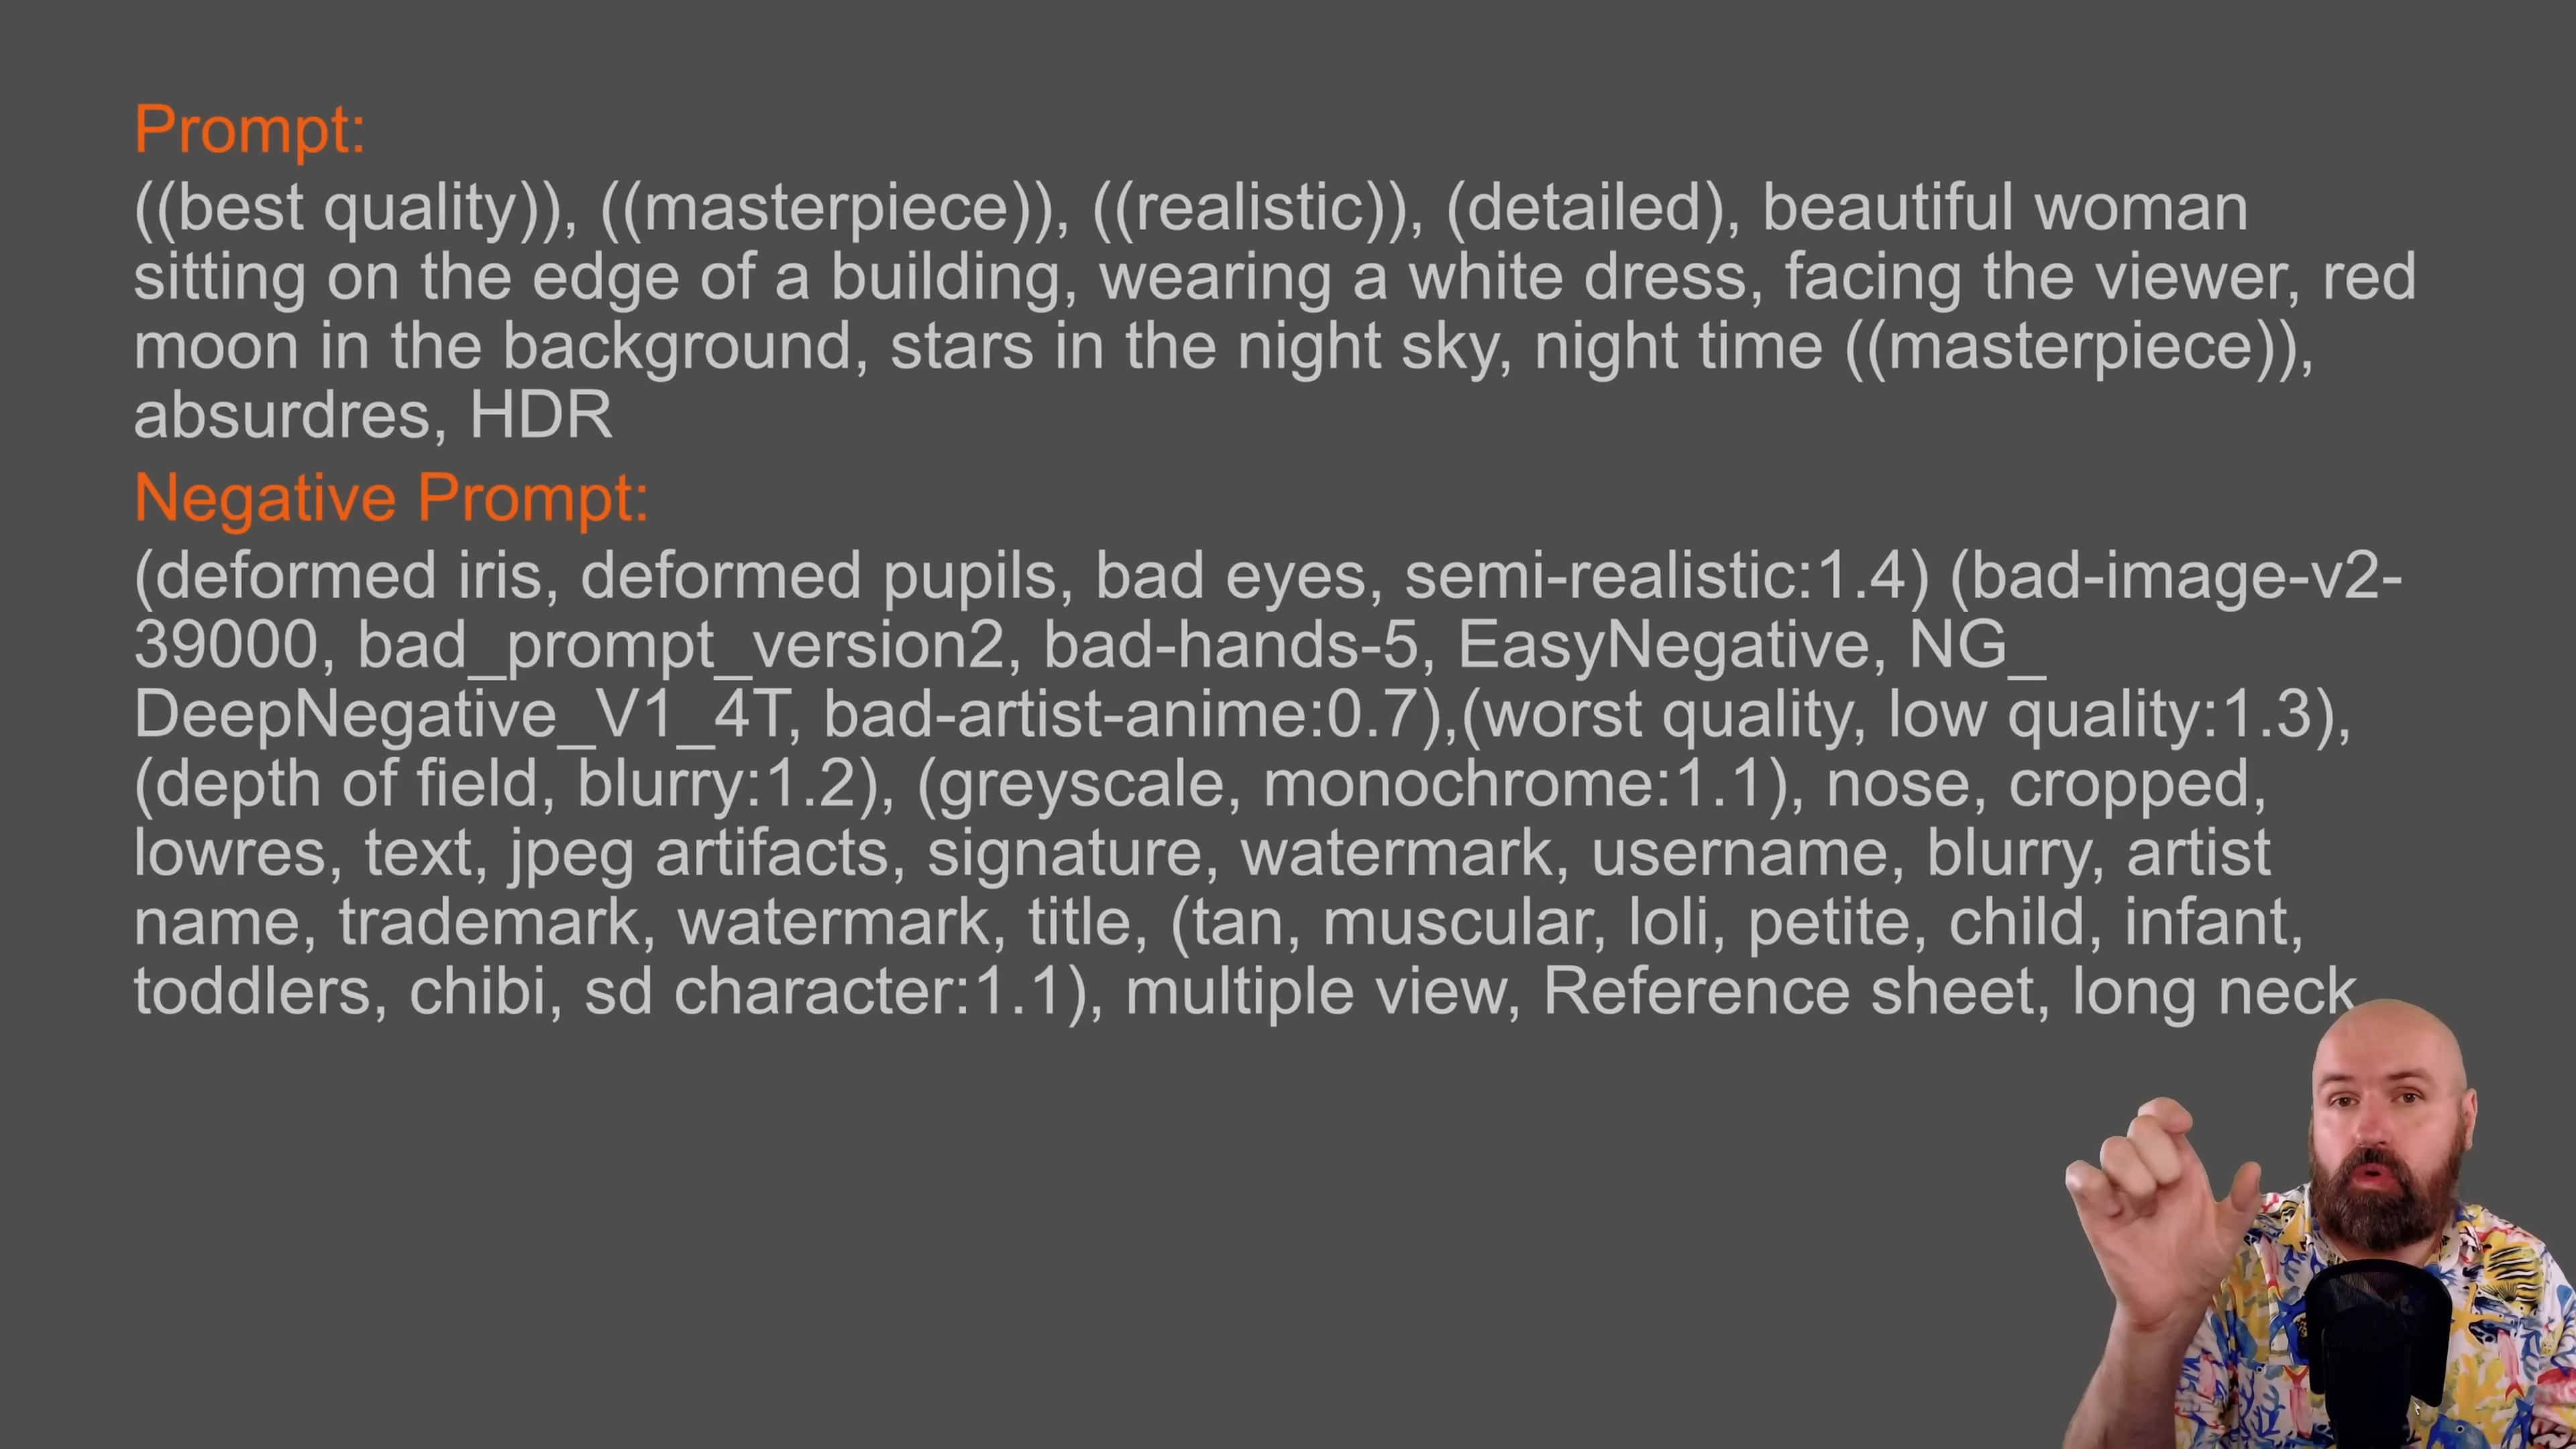 Prompt:
((best quality)), ((masterpiece)), ((realistic)), (detailed), beautiful woman
sitting on the edge of a building, wearing a white dress, facing the viewer, red
moon in the background, stars in the night sky, night time ((masterpiece)),
absurdres, HDR
Negative Prompt:
(deformed iris, deformed pupils, bad eyes, semi-realistic:1.4) (bad-image-v2-
39000, bad_prompt_version2, bad-hands-5, EasyNegative, NG_
DeepNegative_V1_4T, bad-artist-anime:0.7),(worst quality, low quality:1.3),
(depth of field, blurry:1.2), (greyscale, monochrome:1.1), nose, cropped,
lowres, text, jpeg artifacts, signature, watermark, username, blurry, artist
name, trademark, watermark, title, (tan, muscular, loli, petite, child, infant,
toddlers, chibi, sd character:1.1), multiple view, Reference sheet, long neck